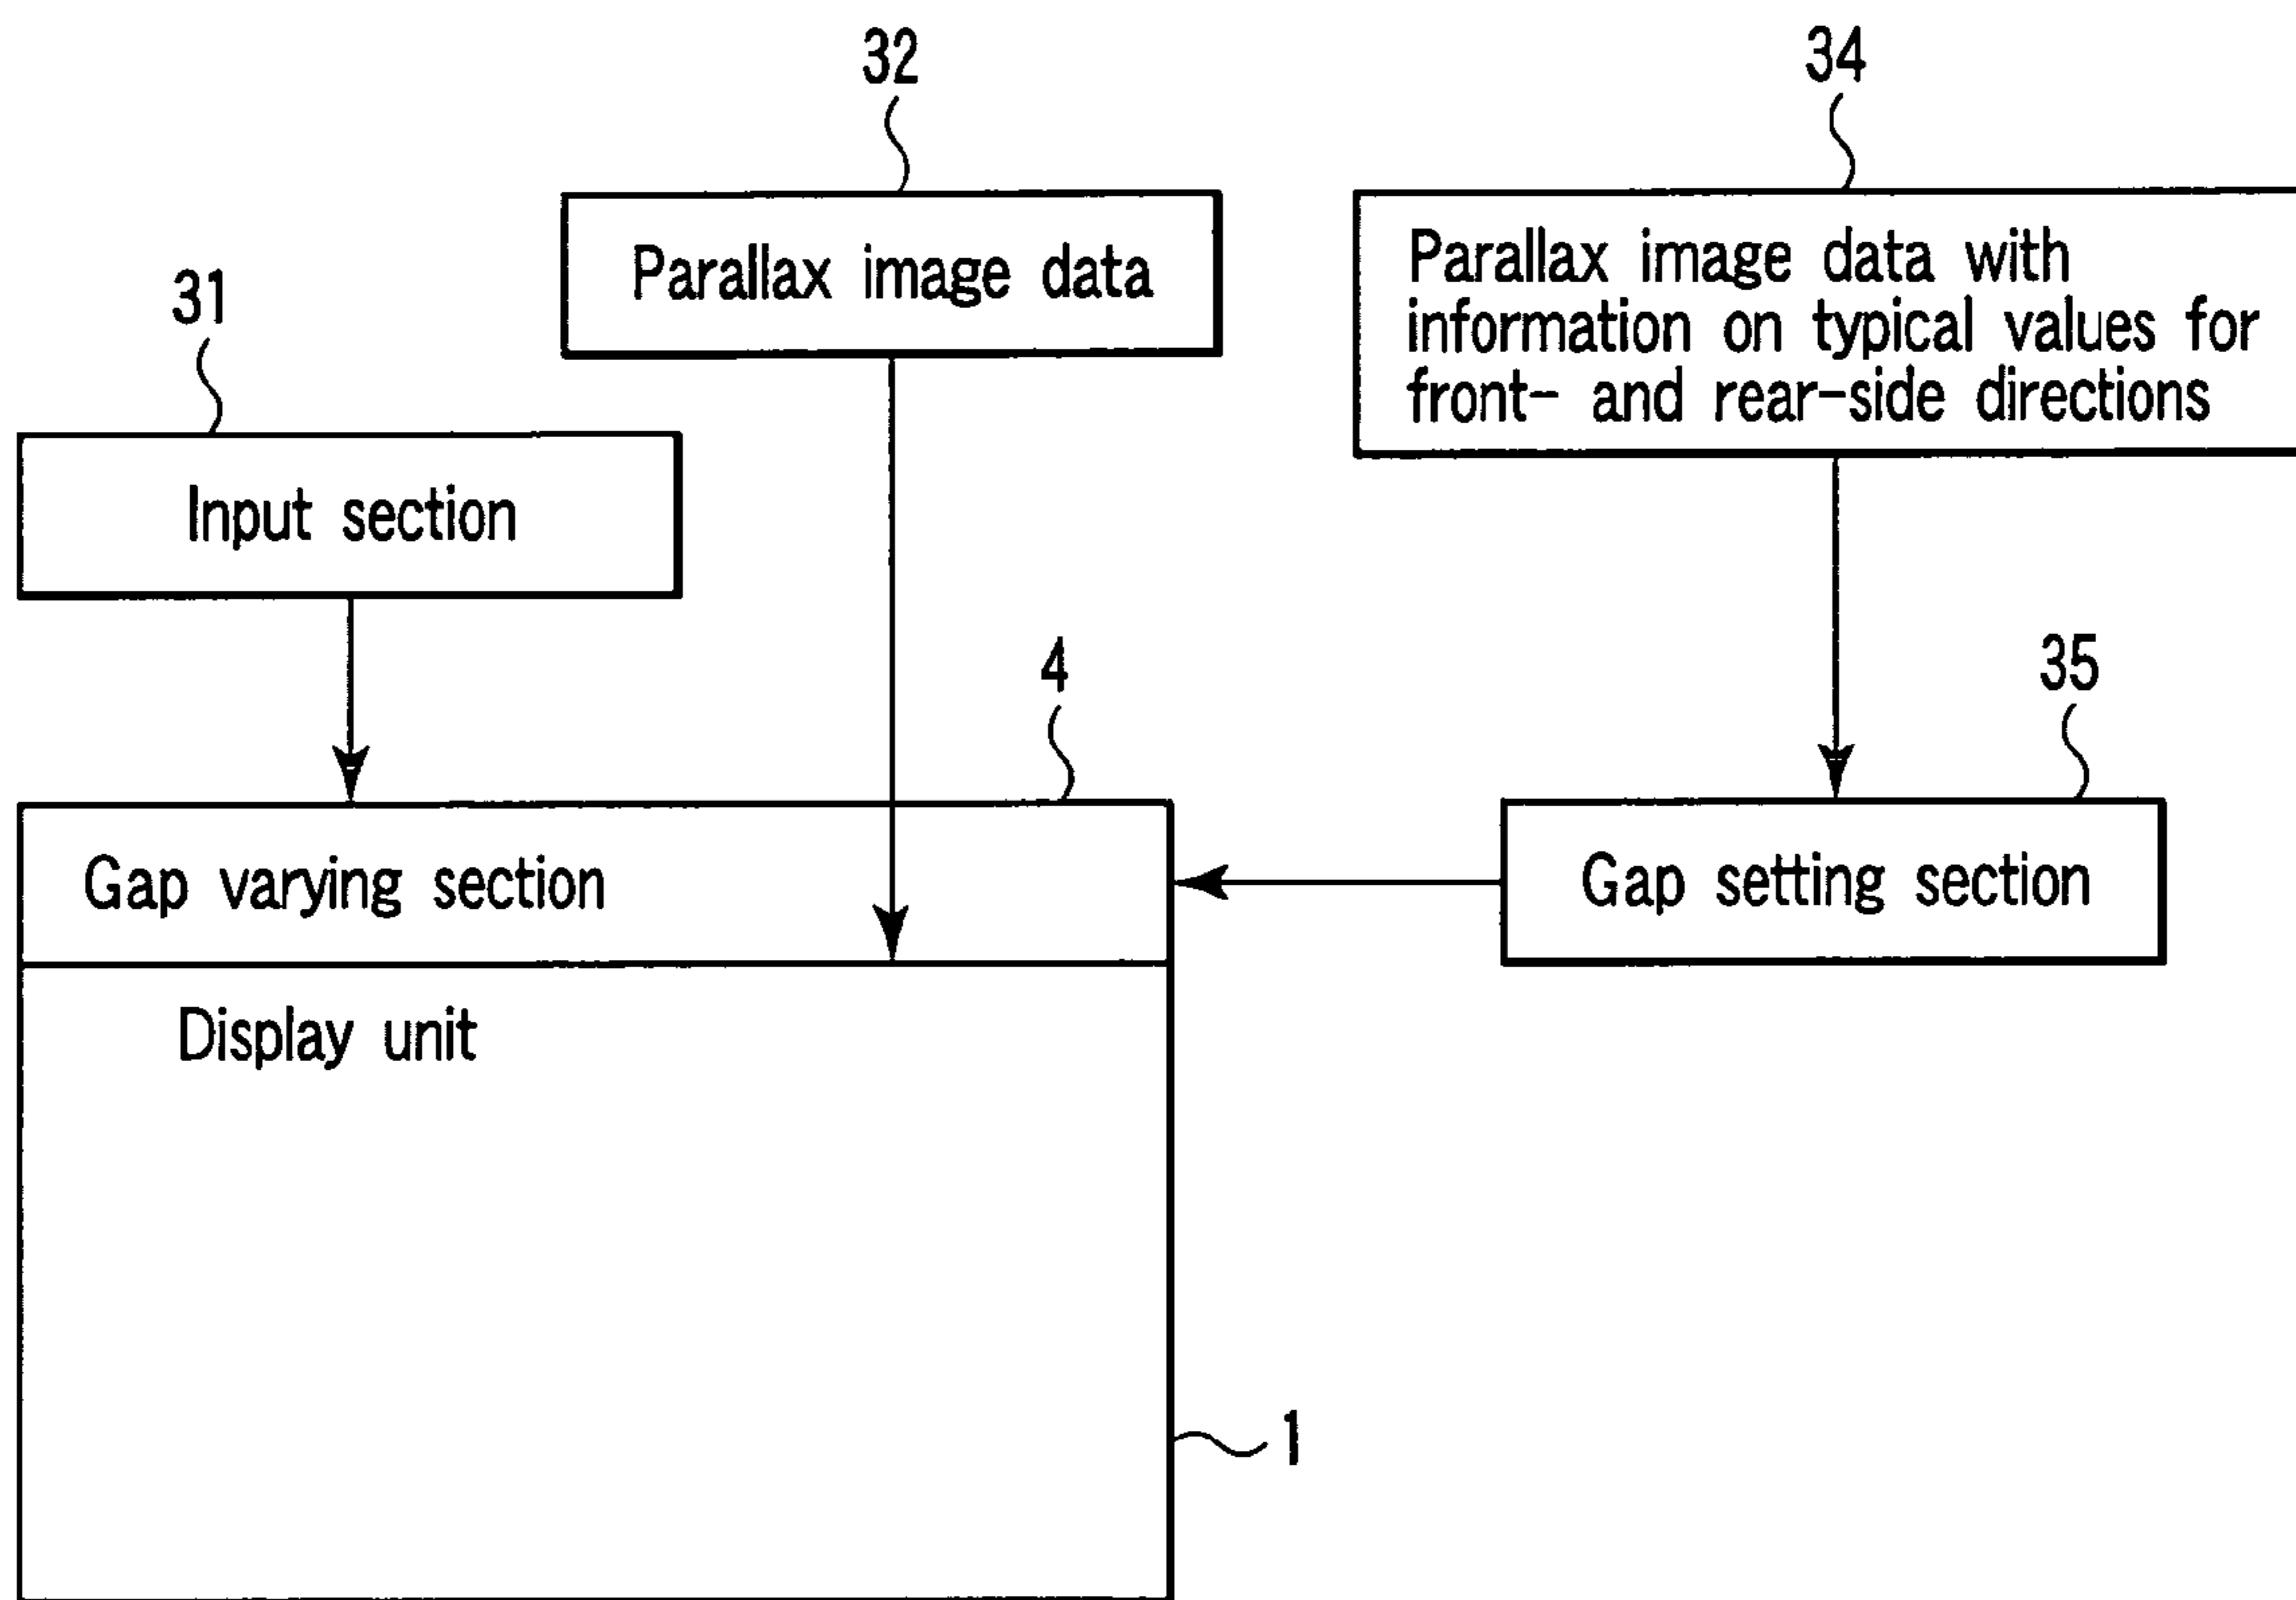 32
34
Parallax image data
Parallax image data with
information on typical values for
front- and rear-side directions
31
Input section
4
35
Gap varying section
Gap setting section
Display unit
1